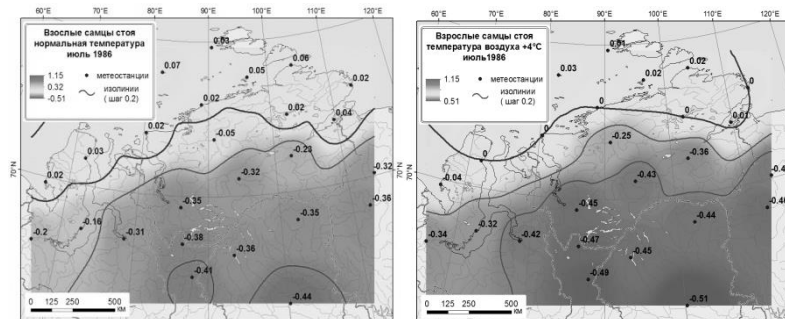 60°E 70°E 80°E 90°E 100°E 110°E 120°E
Взослые самцы стоя
нормальная температура
июль 1986
1.15
0.32
-0.51
метеостанции
изолинии
( шаг 0.2)
0.03
0.06
0.07
0.05
0.02
0.02
0.02
0.04
0.02
-0.05
0.03
-0.23
0.02
-0.32
-0.32
-0.35
-0.36
-0.16
-0.35
-0.2
-0.31
-0.38
-0.36
-0.41
-0.44
70°N
0 125 250 500
КМ
60°E 70°E 80°E 90°E 100°E 110°E 120°E
Взрослые самцы стоя
температура воздуха +4°C
июль1986
1.15
0.51
метеостанции
изолинии
( шаг 0.2)
0.01
0.02
0.03
0.02
0
0
0
0.01
0
-0.25
0
-0.36
-0.04
-0.43
-0.45
-0.32
-0.44
-0.34
-0.42
-0.47
-0.45
-0.49
-0.51
70°N
0 125 250 500
КМ